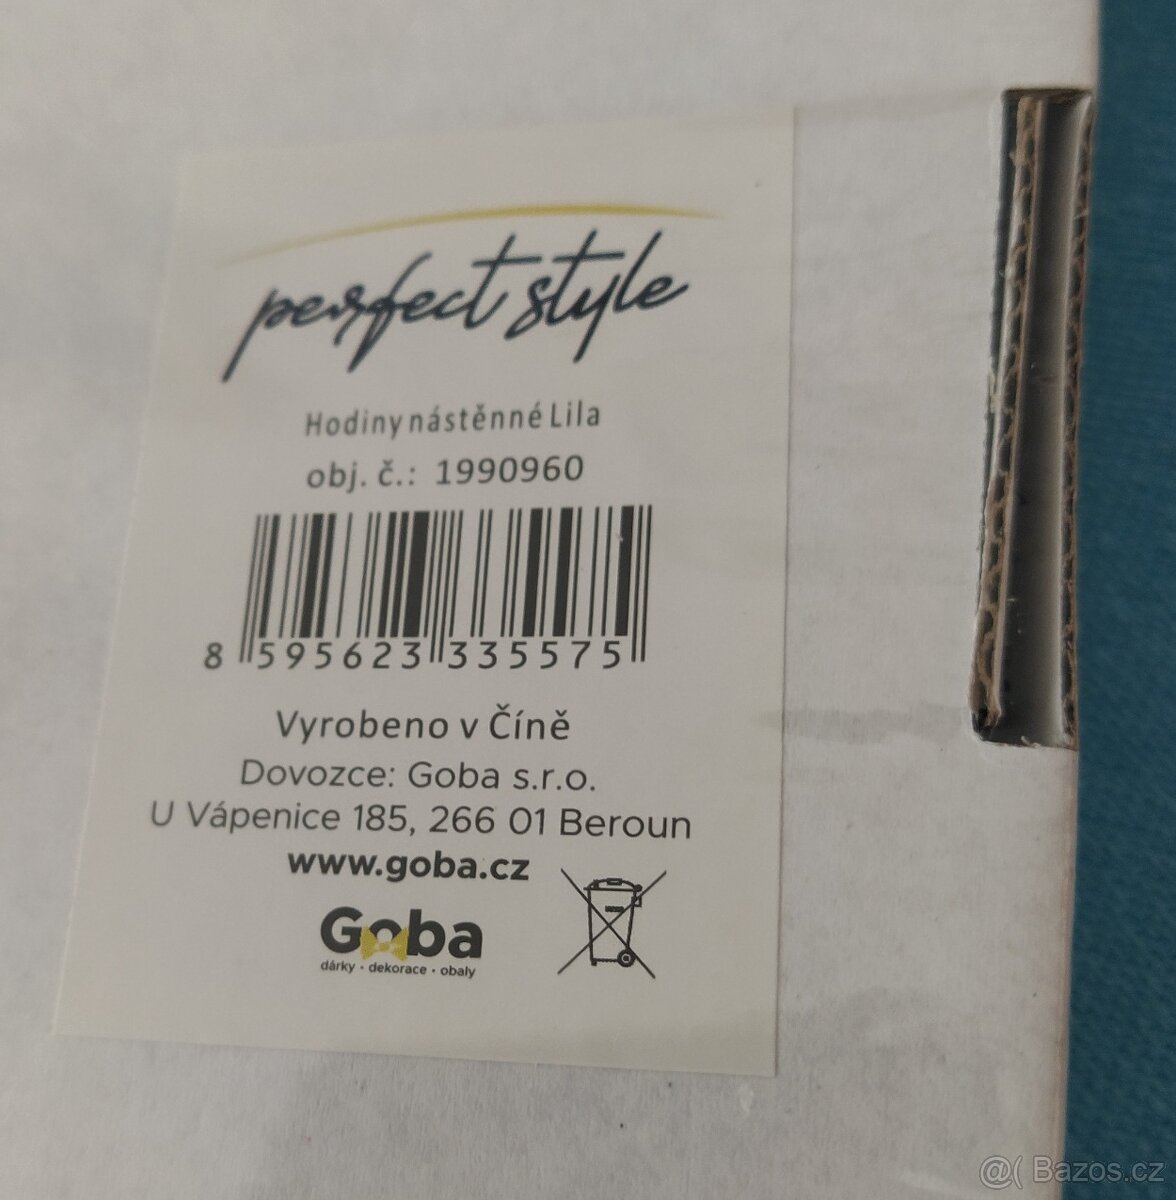 perfect style
Hodiny nástěnné Lila
obj. č.: 1990960
8 595623 335575
Vyrobeno v Číně
Dovozce: Goba s.r.o.
U Vápenice 185, 266 01 Beroun
www.goba.cz
Goba
dárky · dekorace · obaly
@( Bazos.cz